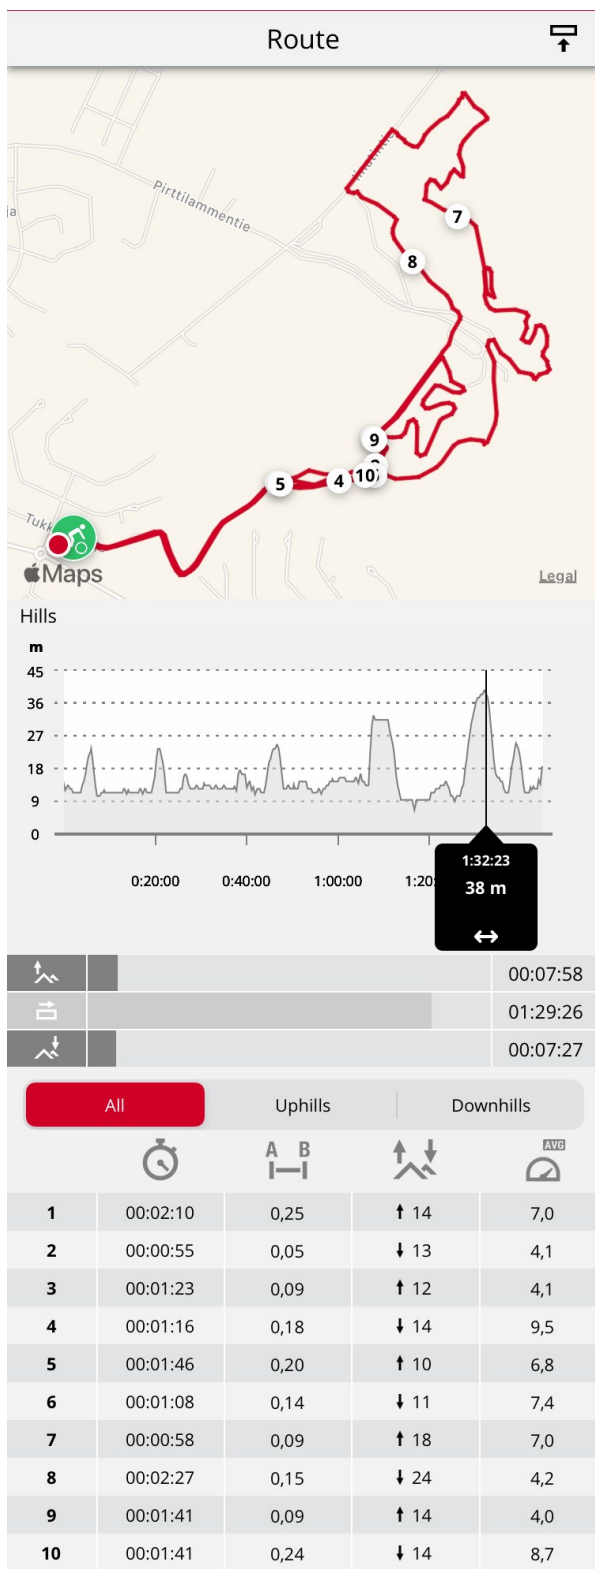 Route
ja
Pirttilammentie
7
8
9
10
4
5
Tukk
Maps
Legal
Hills
m
45
36
27
18
9
0
0:20:00 0:40:00 1:00:00 1:20:
1:32:23
38 m
00:07:58
01:29:26
00:07:27
All Uphills Downhills
A B AVG
1 00:02:10 0,25 14 7,0
2 00:00:55 0,05 13 4,1
3 00:01:23 0,09 12 4,1
4 00:01:16 0,18 14 9,5
5 00:01:46 0,20 10 6,8
6 00:01:08 0,14 11 7,4
7 00:00:58 0,09 18 7,0
8 00:02:27 0,15 24 4,2
9 00:01:41 0,09 14 4,0
10 00:01:41 0,24 14 8,7